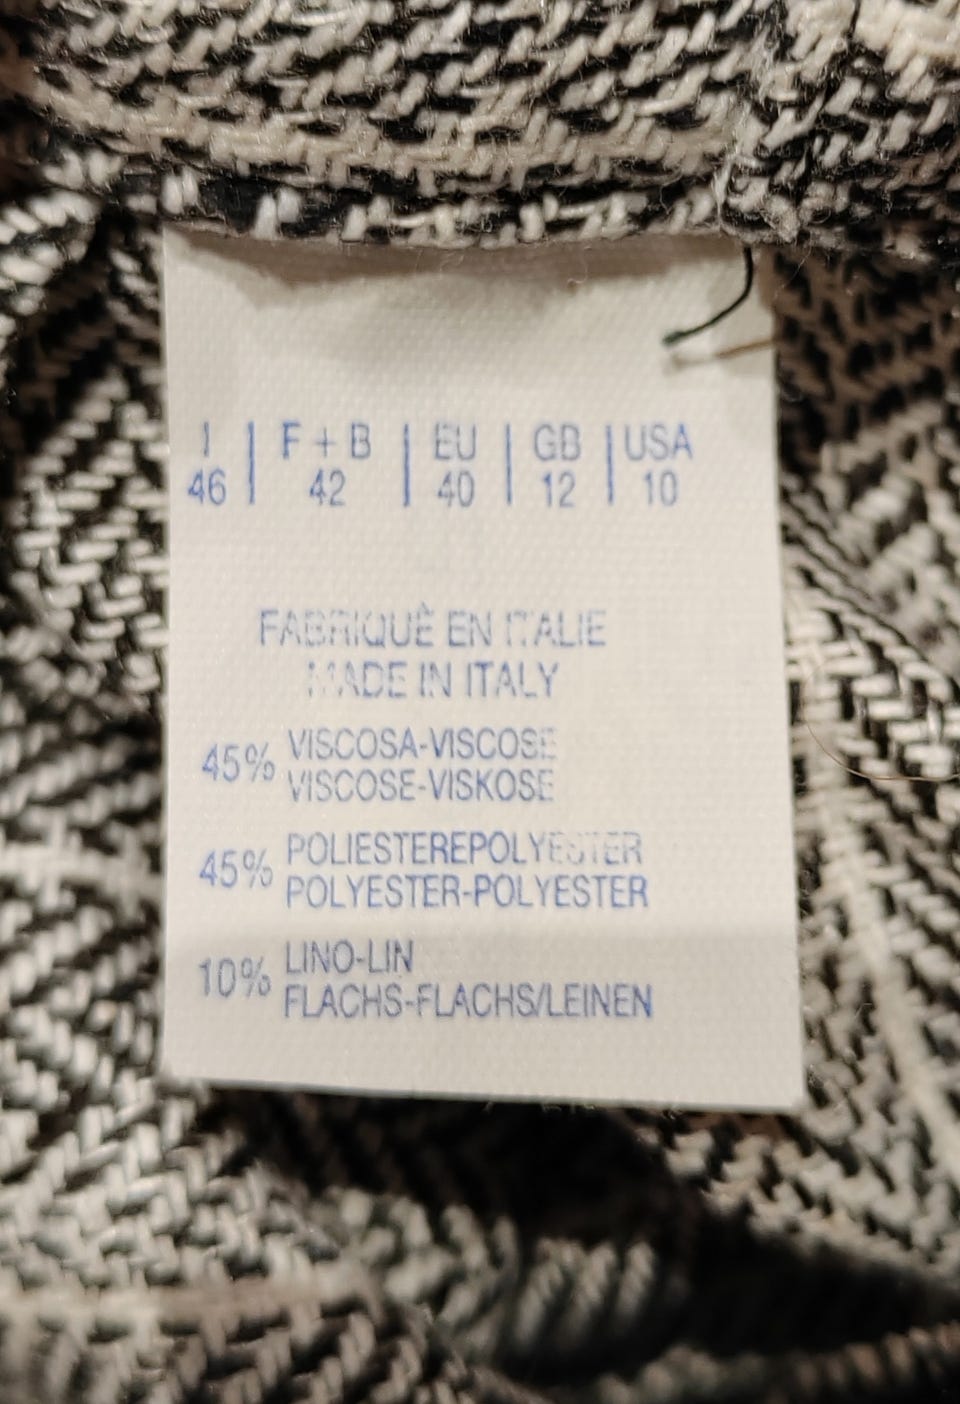 I | F + B | EU | GB | USA
46 | 42 | 40 | 12 | 10
FABRIQUÊ EN ITALIE
MADE IN ITALY
45% VISCOSA-VISCOSE
VISCOSE-VISKOSE
45% POLIESTEREPOLYESTER
POLYESTER-POLYESTER
10% LINO-LIN
FLACHS-FLACHS/LEINEN